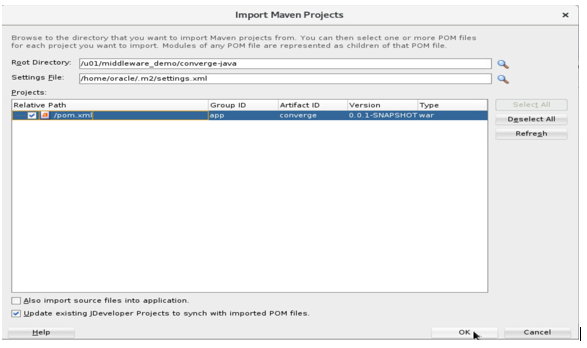 Import Maven Projects
Browse to the directory that you want to import Maven projects from. You can then select one or more POM files
for each project you want to import. Modules of any POM file are represented as children of that POM file.
Root Directory: /u01/middleware_demo/converge-java
Settings File: /home/oracle/.m2/settings.xml
Projects:
Relative Path Group ID Artifact ID Version Type
/pom.xml app converge 0.0.1-SNAPSHOT war
Select All
Deselect All
Refresh
Also import source files into application.
Update existing JDeveloper Projects to synch with imported POM files.
Help OK Cancel